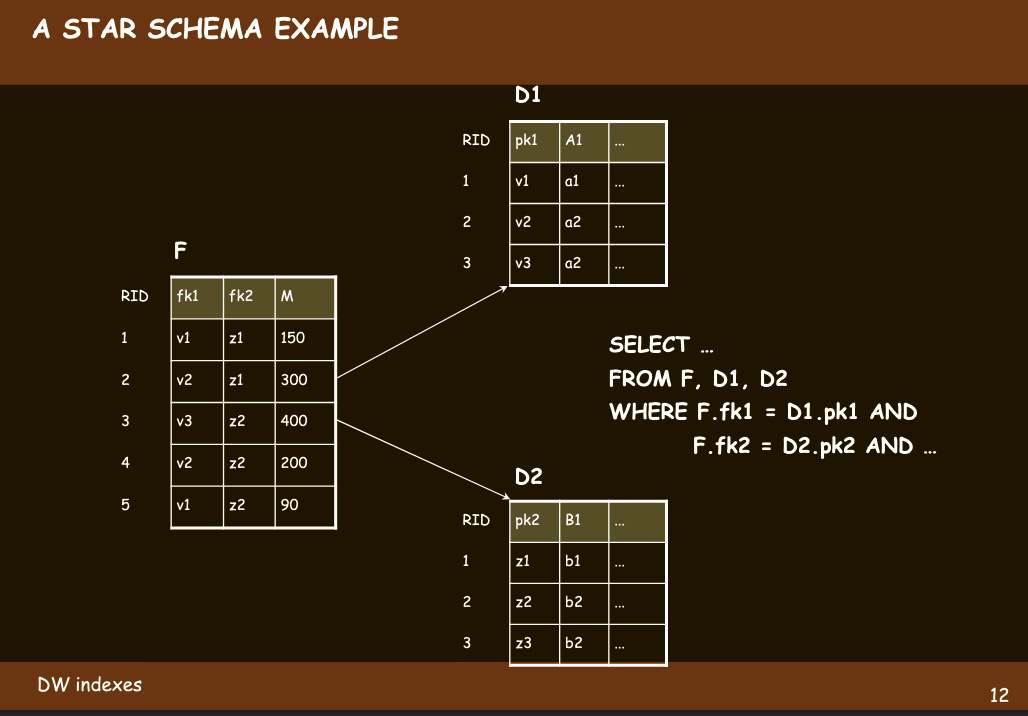 A STAR SCHEMA EXAMPLE
D1
RID pk1 A1 ...
1 v1 a1 ...
2 v2 a2 ...
3 v3 a2 ...
F
RID fk1 fk2 M
1 v1 z1 150
2 v2 z1 300
3 v3 z2 400
4 v2 z2 200
5 v1 z2 90
SELECT ...
FROM F, D1, D2
WHERE F.fk1 = D1.pk1 AND
F.fk2 = D2.pk2 AND ...
D2
RID pk2 B1 ...
1 z1 b1 ...
2 z2 b2 ...
3 z3 b2 ...
DW indexes
12